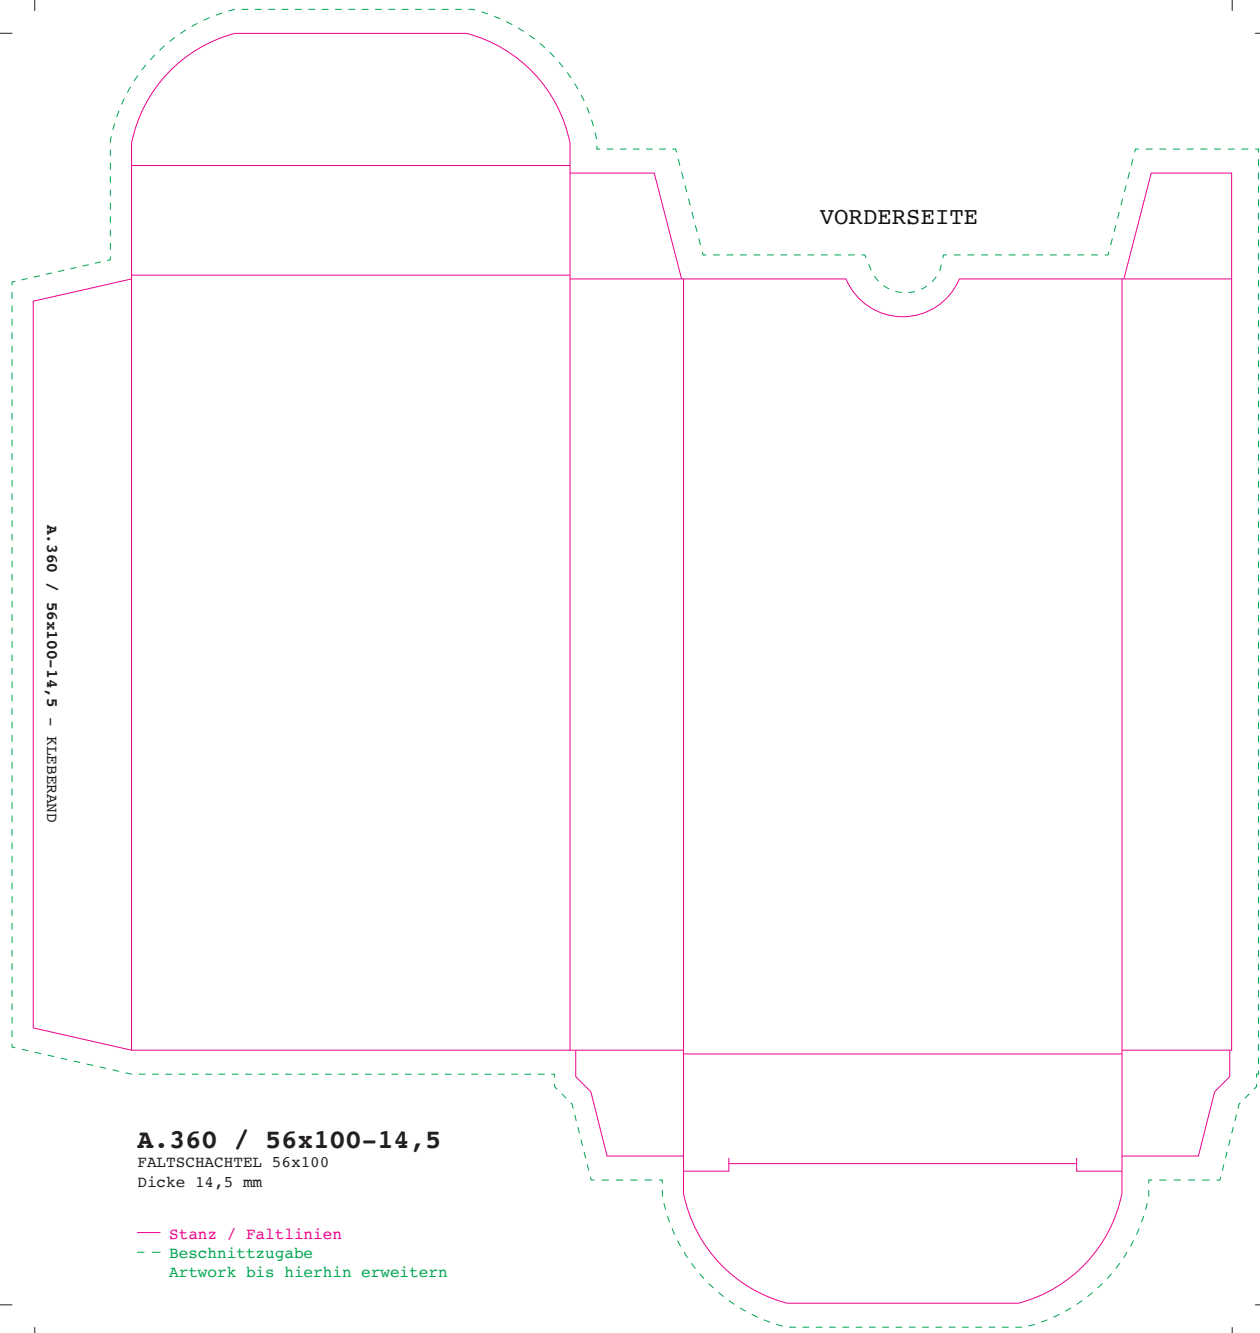 VORDERSEITE
A.360 / 56x100-14,5 - KLEBERAND
A.360 / 56x100-14,5
FALTSCHACHTEL 56x100
Dicke 14,5 mm
Stanz / Faltlinien
Beschnittzugabe
Artwork bis hierhin erweitern